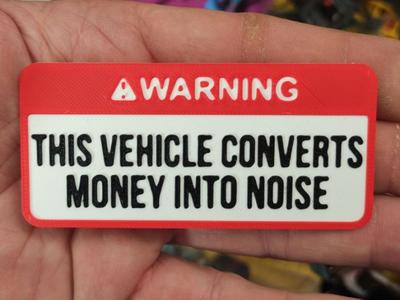 ⚠WARNING
THIS VEHICLE CONVERTS
MONEY INTO NOISE